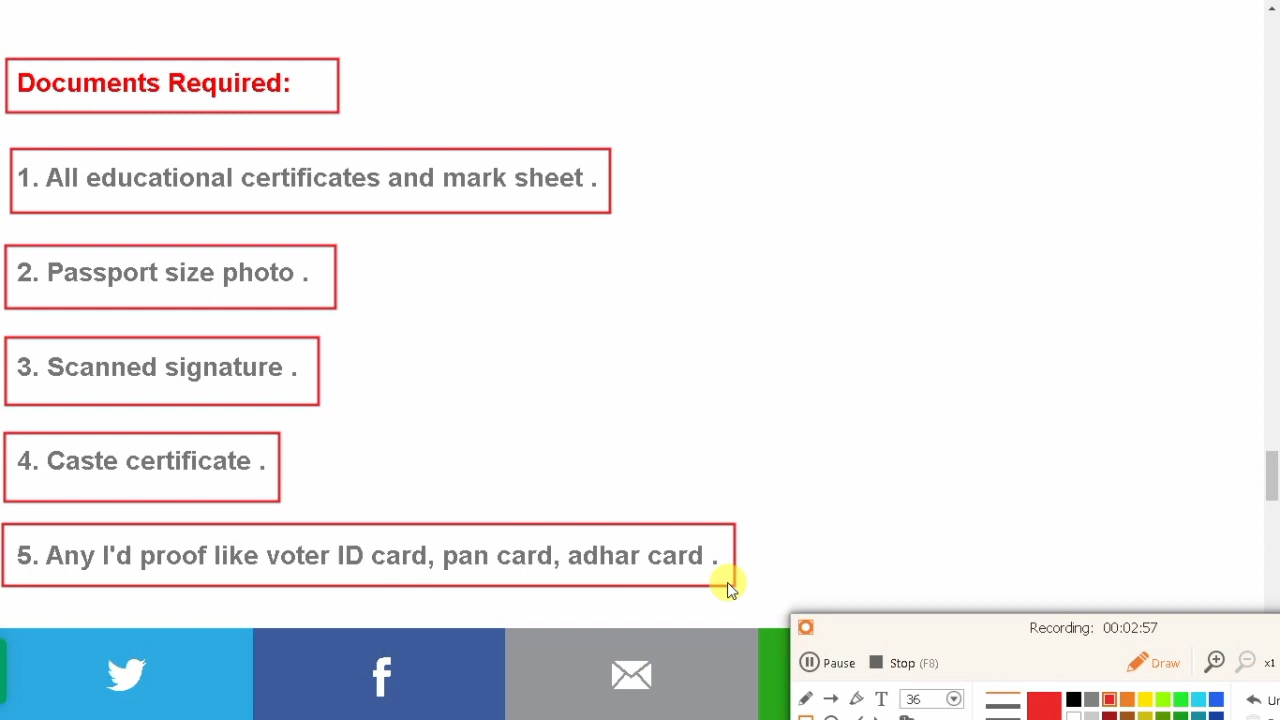 Documents Required:
1. All educational certificates and mark sheet .
2. Passport size photo .
3. Scanned signature .
4. Caste certificate .
5. Any I'd proof like voter ID card, pan card, adhar card .
Recording: 00:02:57
Pause Stop (F8) Draw x1
T 36 Un